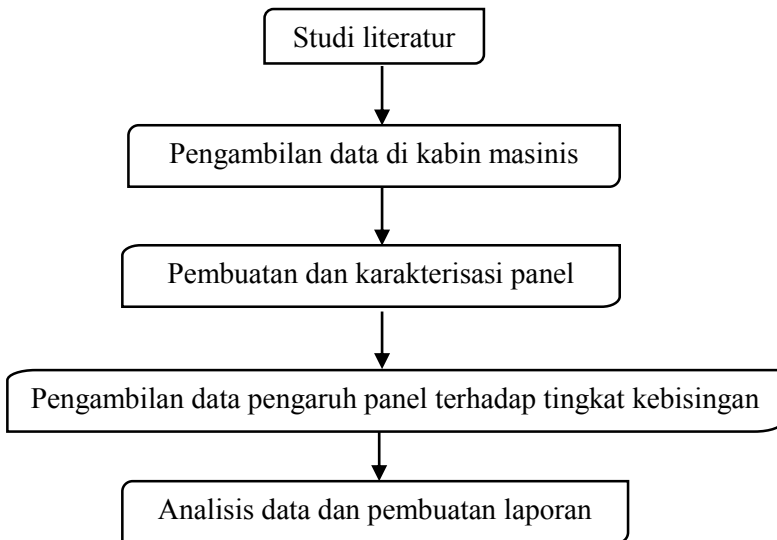 Studi literatur
Pengambilan data di kabin masinis
Pembuatan dan karakterisasi panel
Pengambilan data pengaruh panel terhadap tingkat kebisingan
Analisis data dan pembuatan laporan